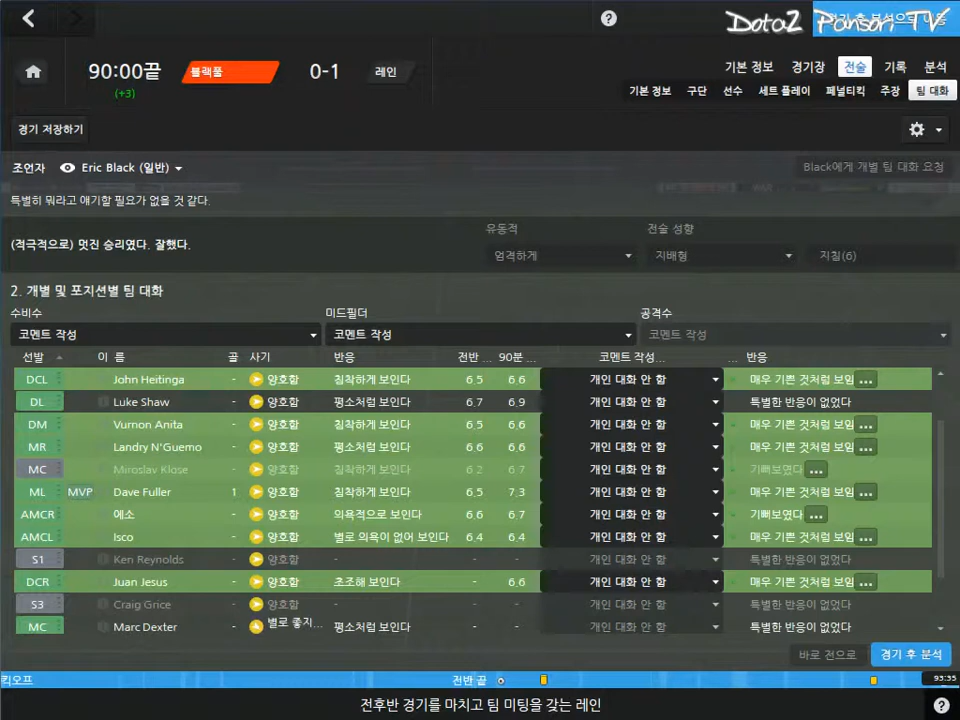 Dota2 Pansori TV
90:00끝
(+3)
블랙풀
0-1
레인
기본 정보 경기장 전술 기록 분석
기본 정보 구단 선수 세트 플레이 페널티킥 주장 팀 대화
경기 저장하기
조언자 Eric Black (일반)
Black에게 개별 팀 대화 요청
특별히 뭐라고 얘기할 필요가 없을 것 같다.
유동적 전술 성향
(적극적으로) 멋진 승리였다. 잘했다.
엄격하게 지배형 지침(6)
2. 개별 및 포지션별 팀 대화
수비수 미드필더 공격수
코멘트 작성 코멘트 작성 코멘트 작성
선발 이 름 골 사기 반응 전반 ... 90분 ... 코멘트 작성... ... 반응
DCL John Heitinga - 양호함 침착하게 보인다 6.5 6.6 개인 대화 안 함 매우 기쁜 것처럼 보임 ...
DL Luke Shaw - 양호함 평소처럼 보인다 6.7 6.9 개인 대화 안 함 특별한 반응이 없었다
DM Vurnon Anita - 양호함 침착하게 보인다 6.5 6.6 개인 대화 안 함 매우 기쁜 것처럼 보임 ...
MR Landry N'Guemo - 양호함 평소처럼 보인다 6.6 6.6 개인 대화 안 함 매우 기쁜 것처럼 보임 ...
MC Miroslav Klose - 양호함 침착하게 보인다 6.2 6.7 개인 대화 안 함 기뻐보였다 ...
ML MVP Dave Fuller 1 양호함 침착하게 보인다 6.5 7.3 개인 대화 안 함 매우 기쁜 것처럼 보임 ...
AMCR 에소 - 양호함 의욕적으로 보인다 6.6 6.7 개인 대화 안 함 기뻐보였다 ...
AMCL Isco - 양호함 별로 의욕이 없어 보인다 6.4 6.4 개인 대화 안 함 매우 기쁜 것처럼 보임 ...
S1 Ken Reynolds - 양호함 - - - 개인 대화 안 함 특별한 반응이 없었다
DCR Juan Jesus - 양호함 초조해 보인다 - 6.6 개인 대화 안 함 매우 기쁜 것처럼 보임 ...
S3 Craig Grice - 양호함 - - - 개인 대화 안 함 특별한 반응이 없었다
MC Marc Dexter - 별로 좋지... 평소처럼 보인다 - - 개인 대화 안 함 특별한 반응이 없었다
바로 전으로 경기 후 분석
킥오프 전반 끝 93:35
전후반 경기를 마치고 팀 미팅을 갖는 레인